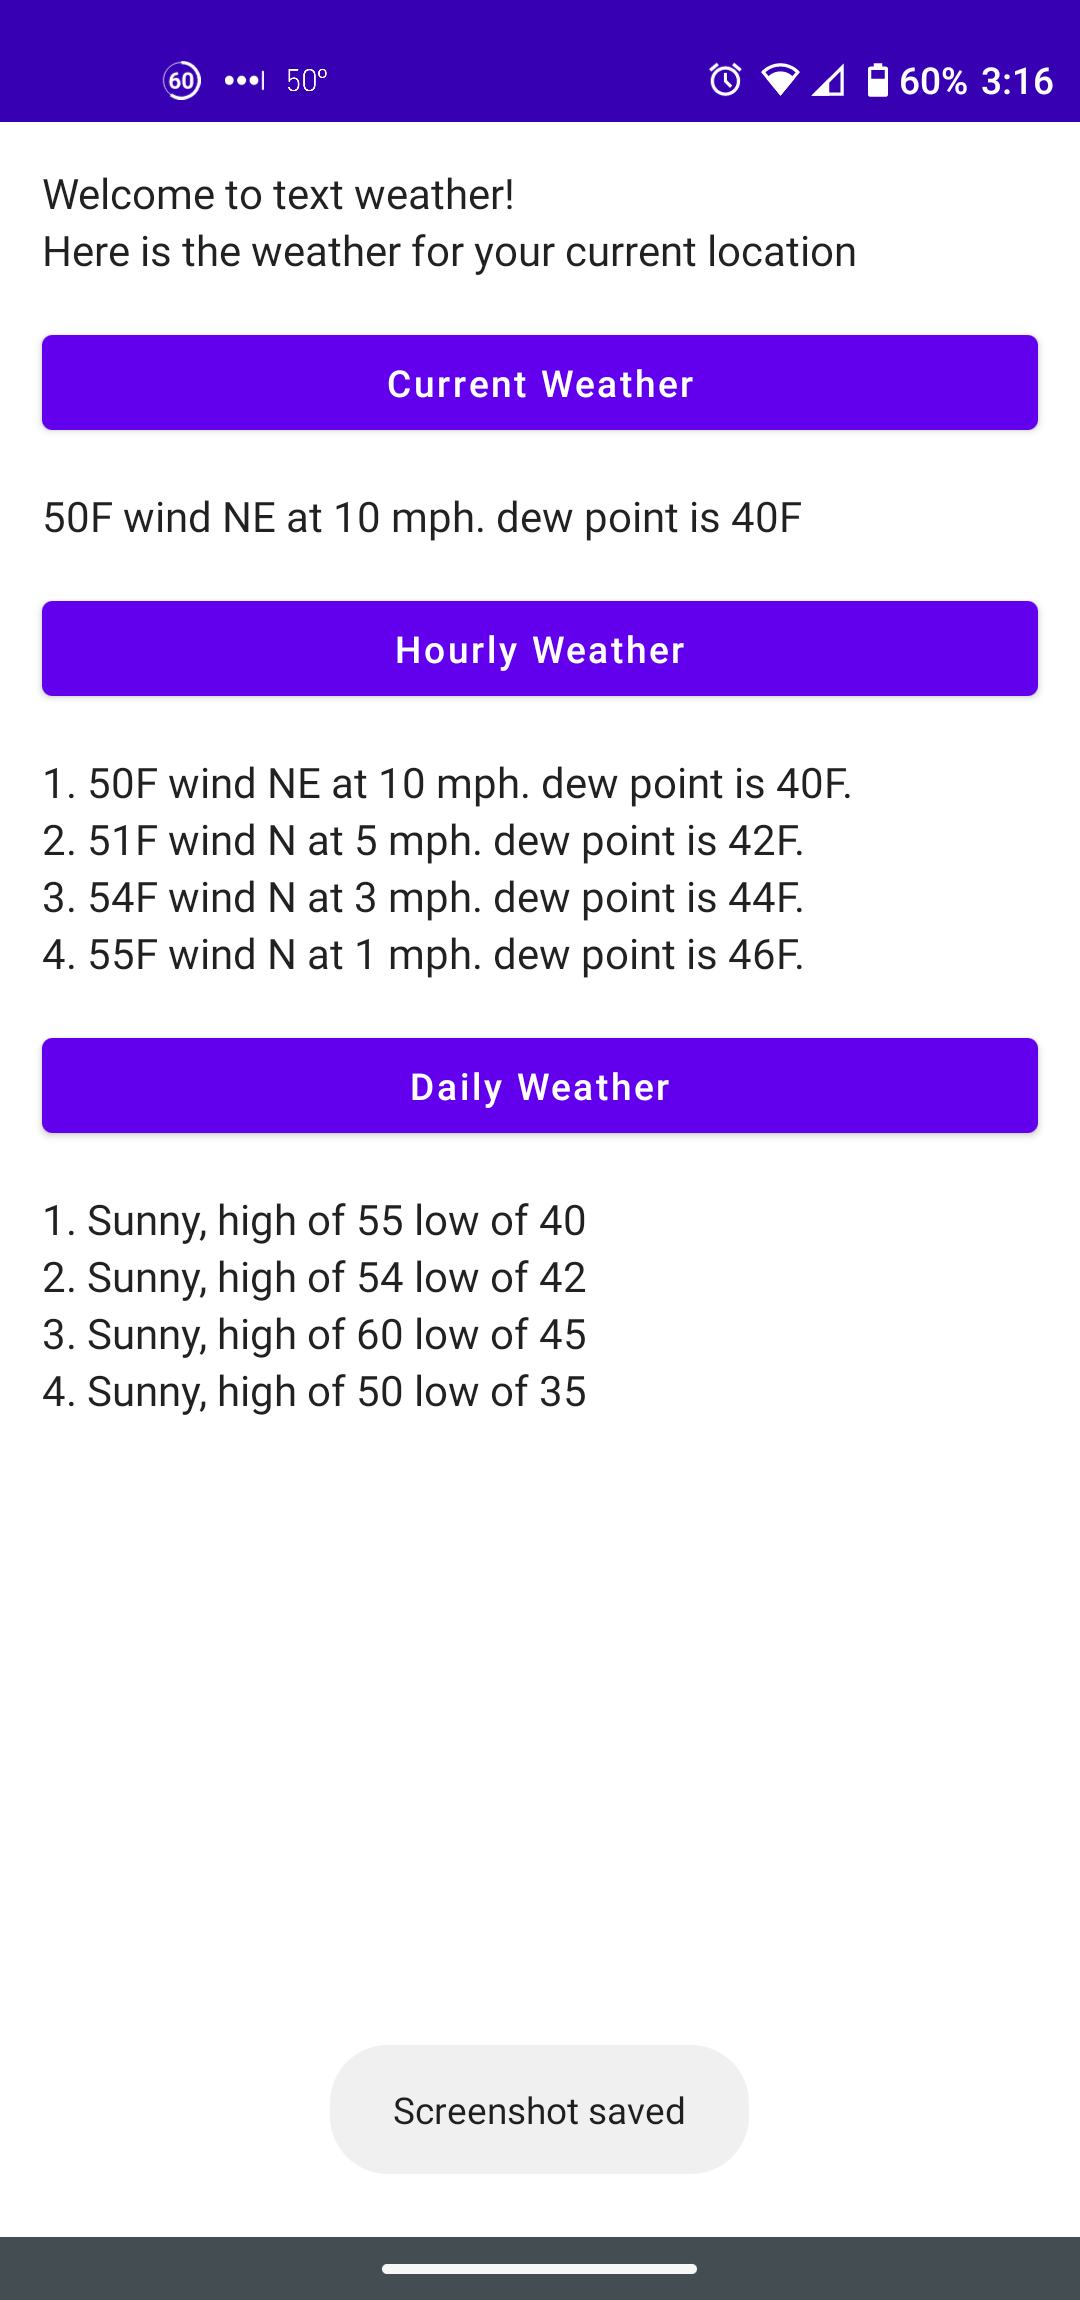 60 50° 60% 3:16
Welcome to text weather!
Here is the weather for your current location
Current Weather
50F wind NE at 10 mph. dew point is 40F
Hourly Weather
1. 50F wind NE at 10 mph. dew point is 40F.
2. 51F wind N at 5 mph. dew point is 42F.
3. 54F wind N at 3 mph. dew point is 44F.
4. 55F wind N at 1 mph. dew point is 46F.
Daily Weather
1. Sunny, high of 55 low of 40
2. Sunny, high of 54 low of 42
3. Sunny, high of 60 low of 45
4. Sunny, high of 50 low of 35
Screenshot saved